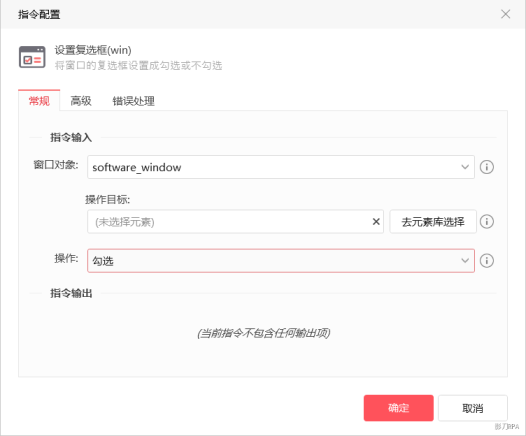 指令配置
设置复选框(win)
将窗口的复选框设置成勾选或不勾选
常规 高级 错误处理
指令输入
窗口对象: software_window
操作目标:
(未选择元素) 去元素库选择
操作: 勾选
指令输出
(当前指令不包含任何输出项)
确定 取消
影刀RPA